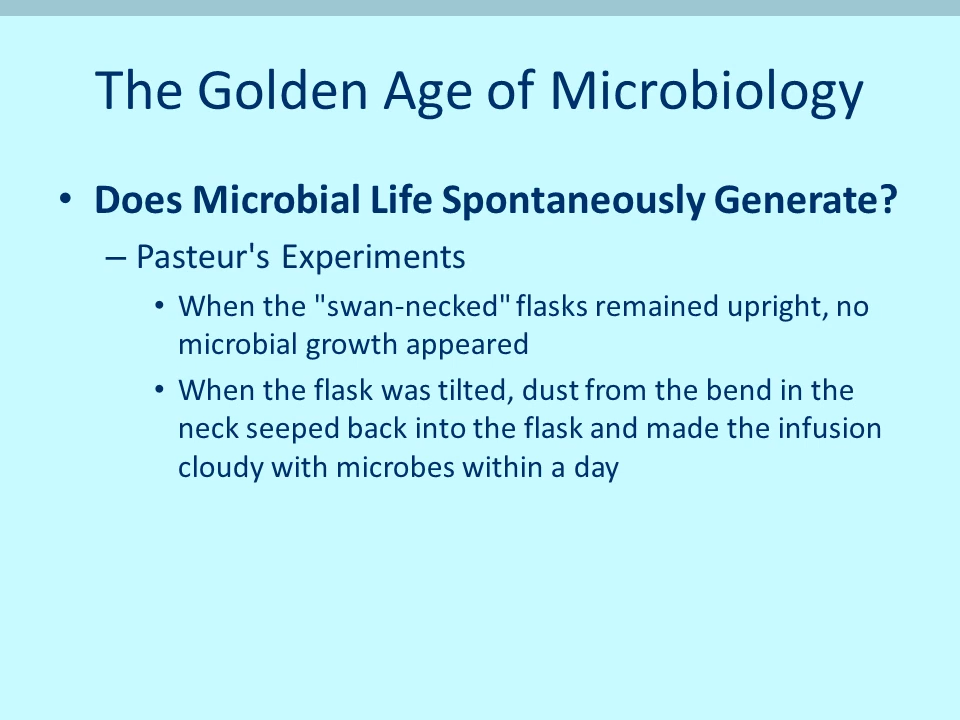 The Golden Age of Microbiology
• Does Microbial Life Spontaneously Generate?
– Pasteur's Experiments
• When the "swan-necked" flasks remained upright, no
microbial growth appeared
• When the flask was tilted, dust from the bend in the
neck seeped back into the flask and made the infusion
cloudy with microbes within a day